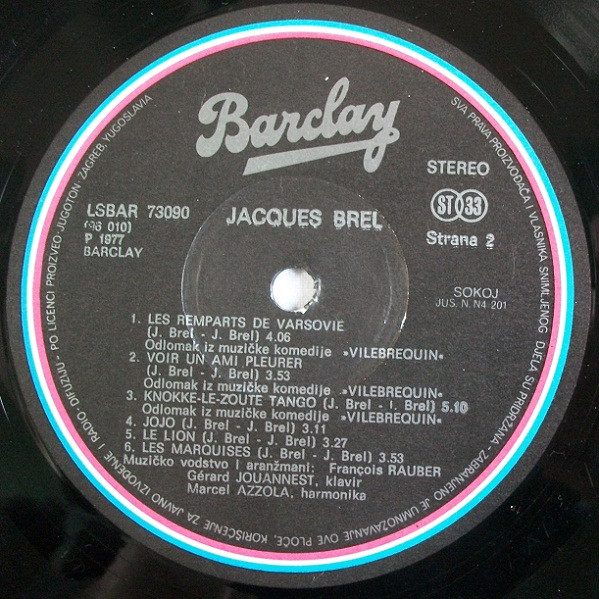 Barclay
STEREO
ST 33
Strana 2
LSBAR 73090
(96 010)
P 1977
BARCLAY
JACQUES BREL
SOKOJ
JUS. N. N4 201
1. LES REMPARTS DE VARSOVIE
(J. Brel - J. Brel) 4.06
Odlomak iz muzičke komedije »VILEBREQUIN«
2. VOIR UN AMI PLEURER
(J. Brel - J. Brel) 3.53
Odlomak iz muzičke komedije »VILEBREQUIN«
3. KNOKKE-LE-ZOUTE TANGO (J. Brel - I. Brel) 5.10
Odlomak iz muzičke komedije »VILEBREQUIN«
4. JOJO (J. Brel - J. Brel) 3.11
5. LE LION (J. Brel - J. Brel) 3.27
6. LES MARQUISES (J. Brel - J. Brel) 3.53
Muzičko vodstvo i aranžmani: François RAUBER
Gérard JOUANNEST, klavir
Marcel AZZOLA, harmonika
SVA PRAVA PROIZVOĐAČA I VLASNIKA SNIMLJENOG DJELA SU PRIDRŽANA - ZABRANJENO JE UMNOŽAVANJE OVE PLOČE, KORIŠĆENJE ZA JAVNO IZVOĐENJE I RADIO-DIFUZIJU - PO LICENCI PROIZVEO JUGOTON - ZAGREB, YUGOSLAVIA